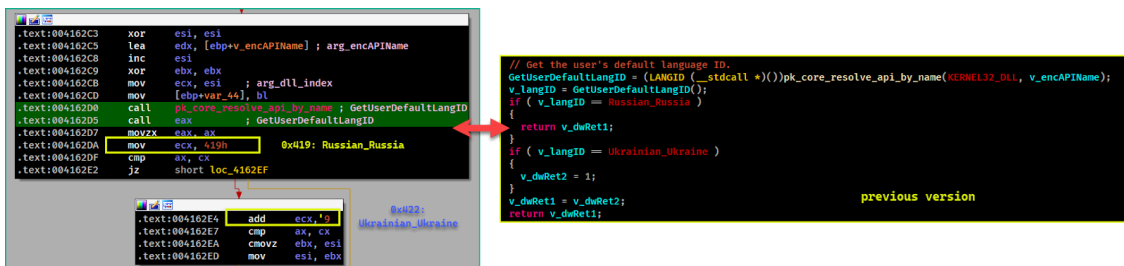 .text:004162C3 xor esi, esi
.text:004162C5 lea edx, [ebp+v_encAPIName] ; arg_encAPIName
.text:004162C8 inc esi
.text:004162C9 xor ebx, ebx
.text:004162CB mov ecx, esi ; arg_dll_index
.text:004162CD mov [ebp+var_44], bl
.text:004162D0 call pk_core_resolve_api_by_name ; GetUserDefaultLangID
.text:004162D5 call eax ; GetUserDefaultLangID
.text:004162D7 movzx eax, ax
.text:004162DA mov ecx, 419h 0x419: Russian_Russia
.text:004162DF cmp ax, cx
.text:004162E2 jz short loc_4162EF
.text:004162E4 add ecx,'9
.text:004162E7 cmp ax, cx
.text:004162EA cmovz ebx, esi
.text:004162ED mov esi, ebx
0x422:
Ukrainian_Ukraine
// Get the user's default language ID.
GetUserDefaultLangID = (LANGID (__stdcall *)())pk_core_resolve_api_by_name(KERNEL32_DLL, v_encAPIName);
v_langID = GetUserDefaultLangID();
if ( v_langID == Russian_Russia )
{
return v_dwRet1;
}
if ( v_langID == Ukrainian_Ukraine )
{
v_dwRet2 = 1;
}
v_dwRet1 = v_dwRet2;
return v_dwRet1;
previous version